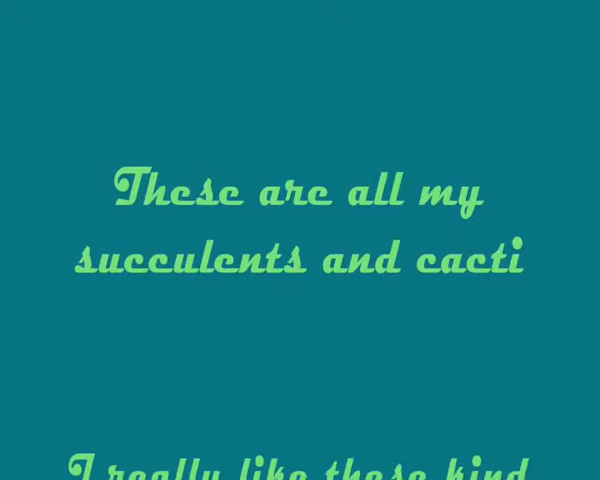 These are all my
succulents and cacti
I really like these kind